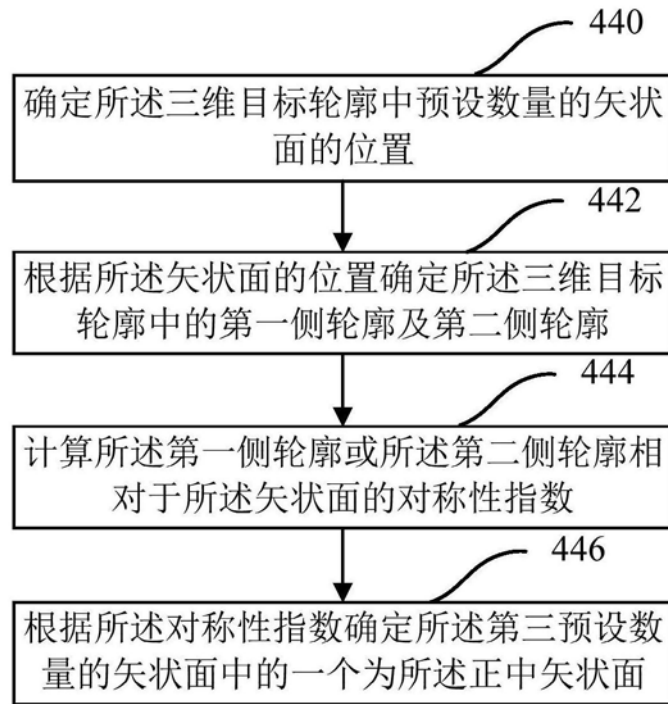 440
确定所述三维目标轮廓中预设数量的矢状
面的位置
442
根据所述矢状面的位置确定所述三维目标
轮廓中的第一侧轮廓及第二侧轮廓
444
计算所述第一侧轮廓或所述第二侧轮廓相
对于所述矢状面的对称性指数
446
根据所述对称性指数确定所述第三预设数
量的矢状面中的一个为所述正中矢状面